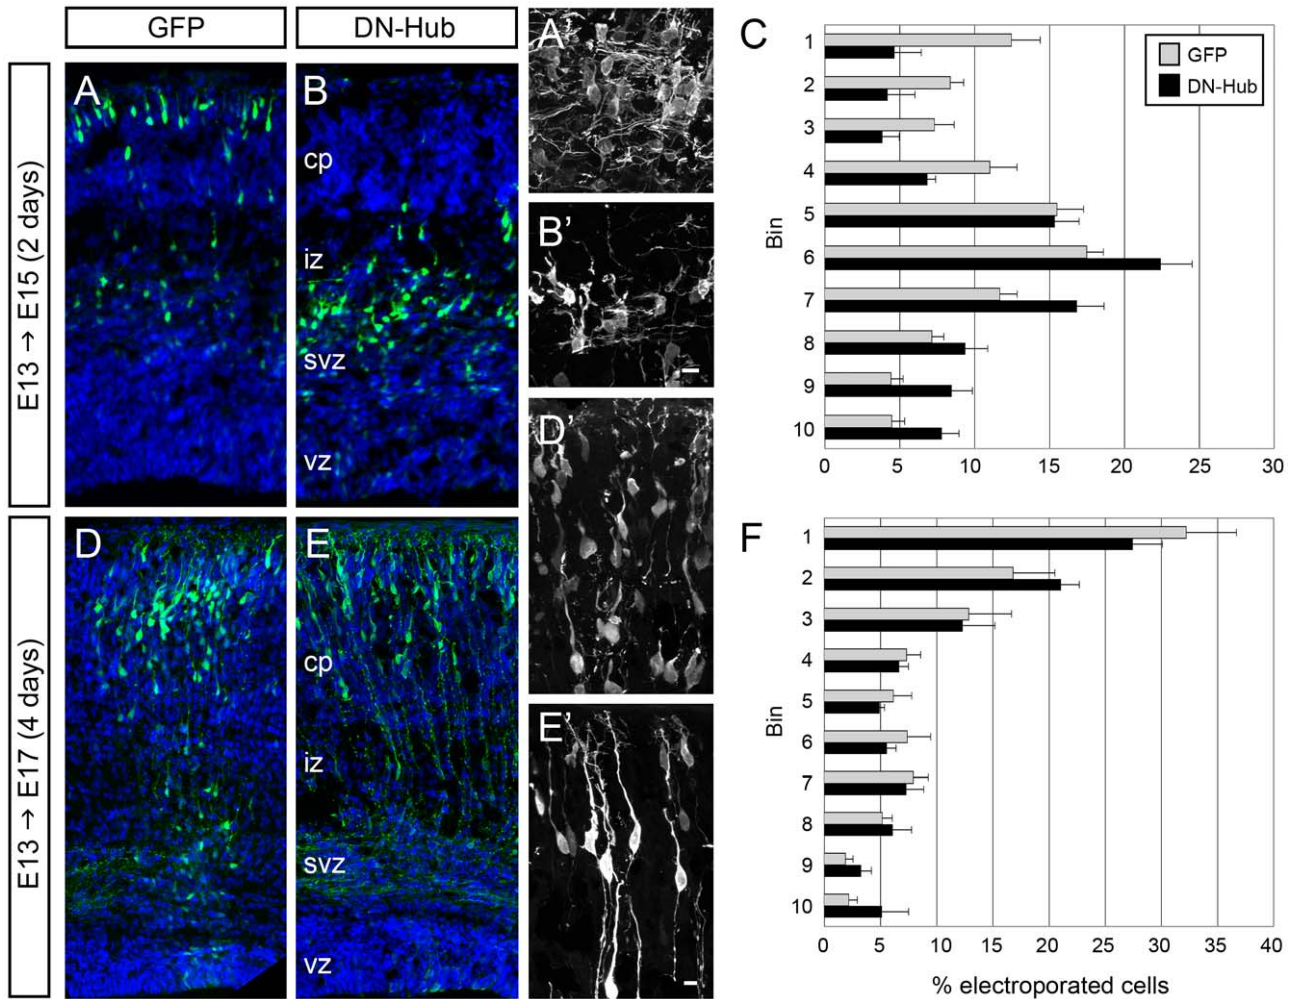 GFP
DN-Hub
E13 → E15 (2 days)
A
B
cp
iz
svz
vz
A’
B’
C
Bin
1
2
3
4
5
6
7
8
9
10
GFP
DN-Hub
0 5 10 15 20 25 30
E13 → E17 (4 days)
D
E
cp
iz
svz
vz
D’
E’
F
Bin
1
2
3
4
5
6
7
8
9
10
0 5 10 15 20 25 30 35 40
% electroporated cells